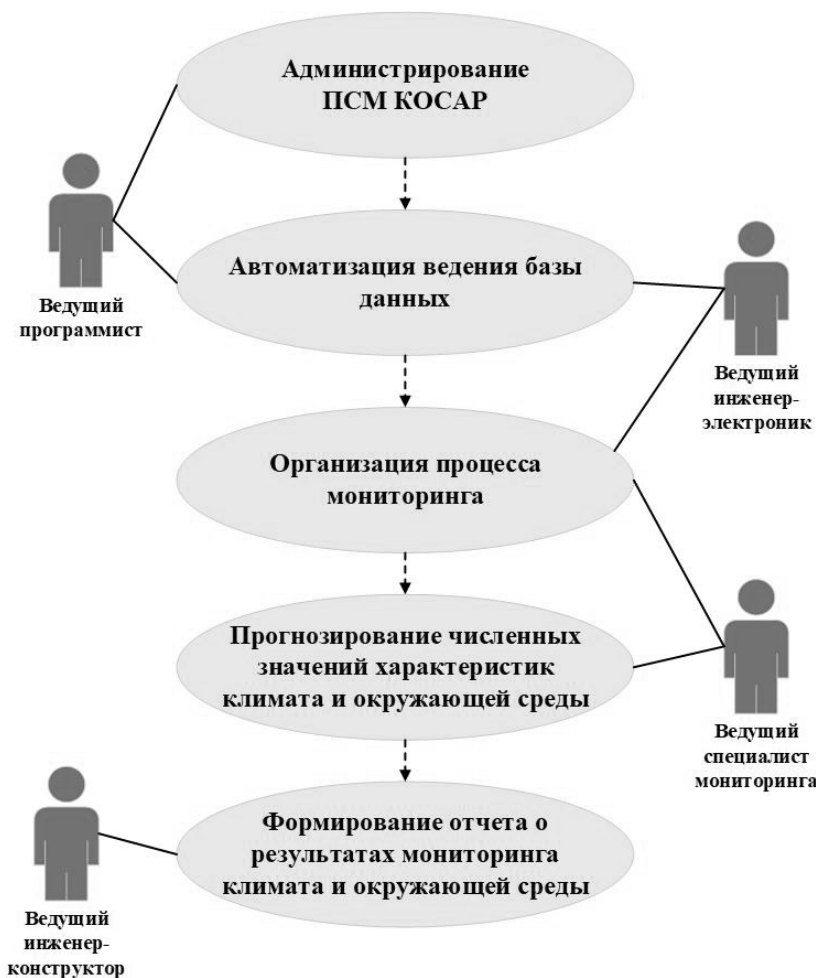 Администрирование
ПСМ КОСАР
Ведущий
программист
Автоматизация ведения базы
данных
Ведущий
инженер-
электроник
Организация процесса
мониторинга
Прогнозирование численных
значений характеристик
климата и окружающей среды
Ведущий
специалист
мониторинга
Формирование отчета о
результатах мониторинга
климата и окружающей среды
Ведущий
инженер-
конструктор